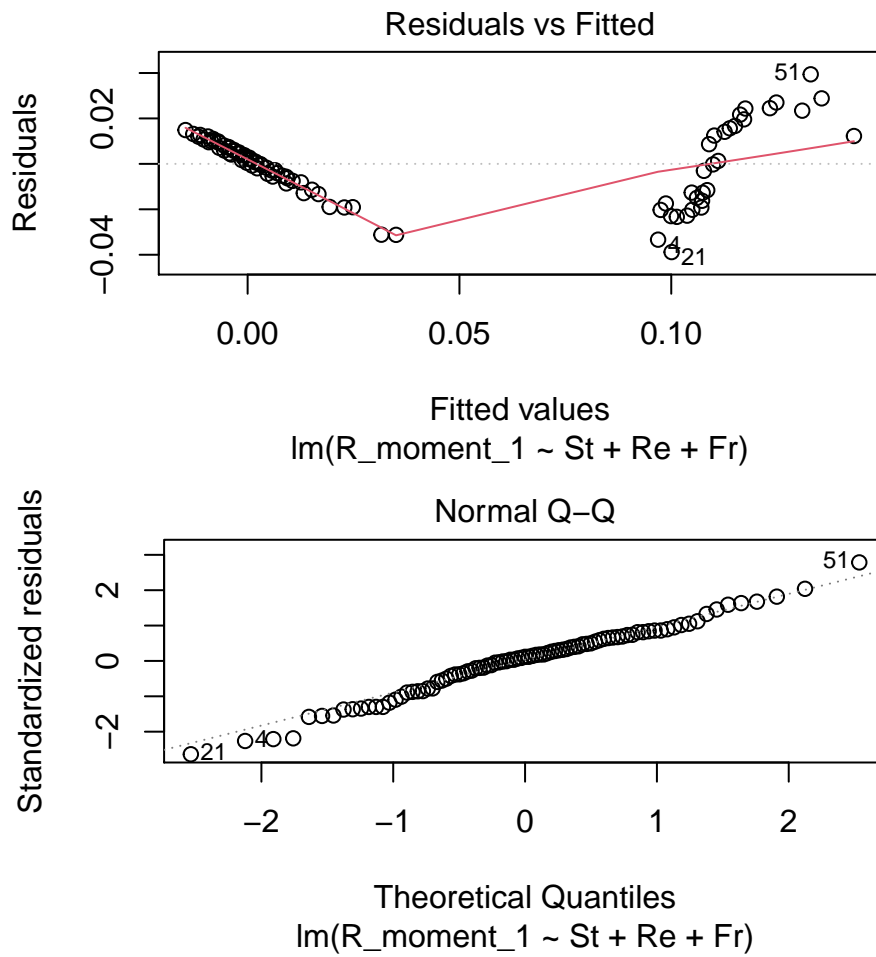 Residuals vs Fitted
Residuals
0.02
−0.04
51
4
21
0.00 0.05 0.10
Fitted values
lm(R_moment_1 ~ St + Re + Fr)
Normal Q−Q
Standardized residuals
2
0
−2
51
21
4
−2 −1 0 1 2
Theoretical Quantiles
lm(R_moment_1 ~ St + Re + Fr)